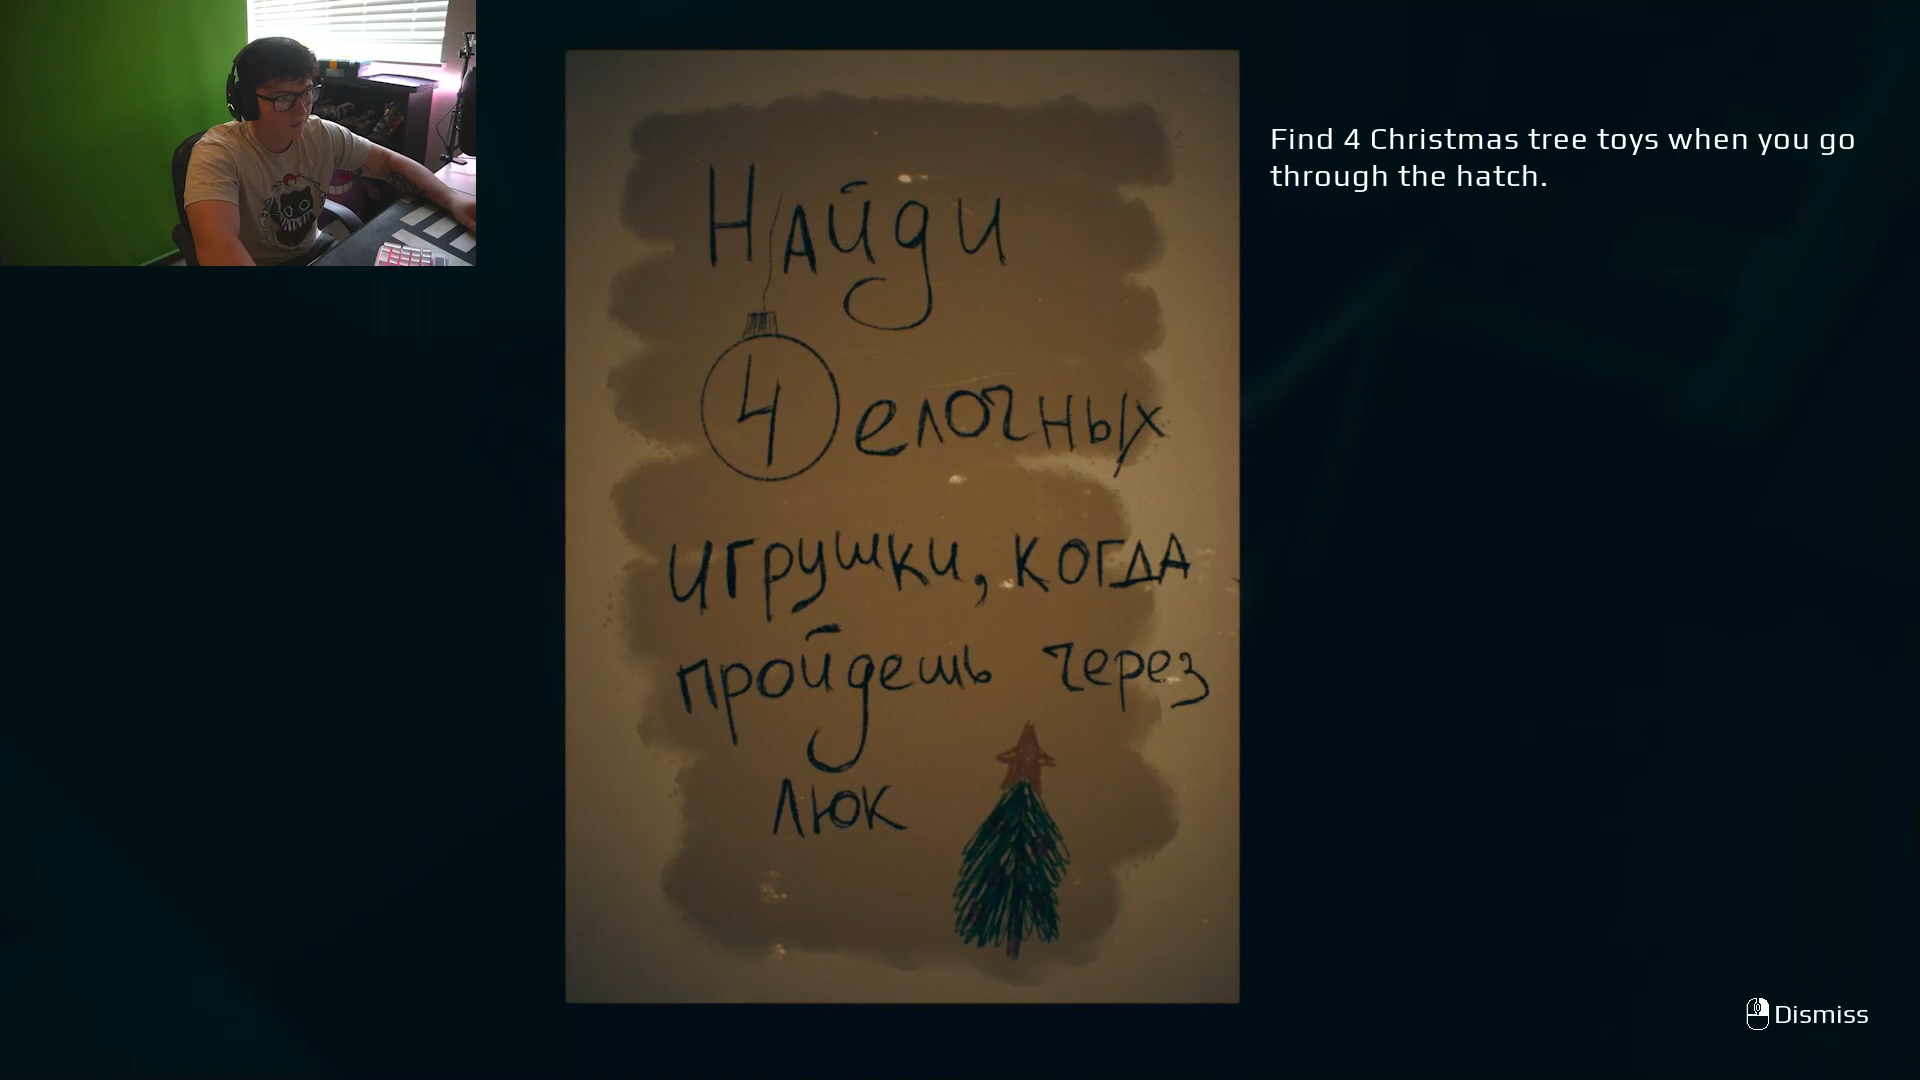 Найди
4 елочных
игрушки, когда
пройдешь через
люк
Find 4 Christmas tree toys when you go
through the hatch.
Dismiss